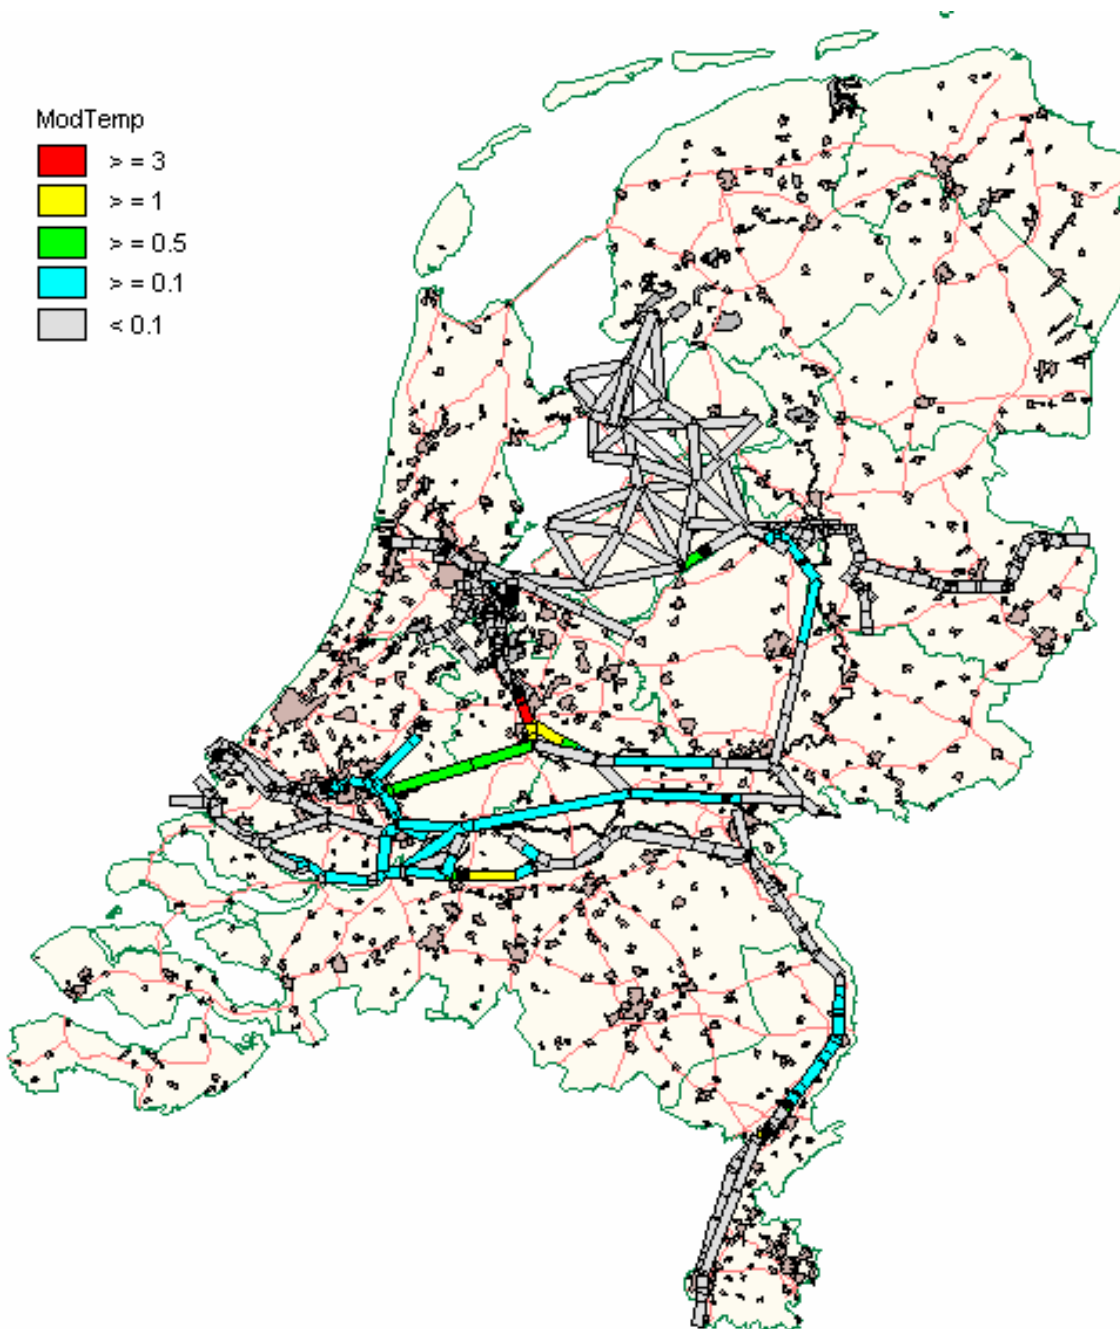 ModTemp
> = 3
> = 1
> = 0.5
> = 0.1
< 0.1